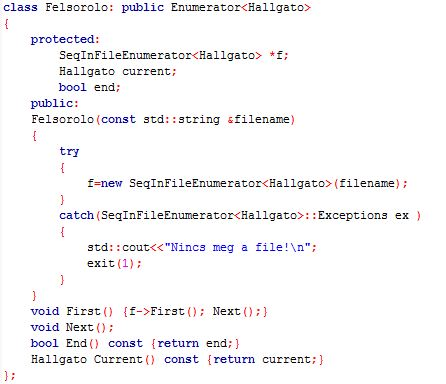 class Felsorolo: public Enumerator<Hallgato>
{
    protected:
        SeqInFileEnumerator<Hallgato> *f;
        Hallgato current;
        bool end;
    public:
    Felsorolo(const std::string &filename)
    {
        try
        {
            f=new SeqInFileEnumerator<Hallgato>(filename);
        }
        catch(SeqInFileEnumerator<Hallgato>::Exceptions ex )
        {
            std::cout<<"Nincs meg a file!\n";
            exit(1);
        }
    }
    void First() {f->First(); Next();}
    void Next();
    bool End() const {return end;}
    Hallgato Current() const {return current;}
};